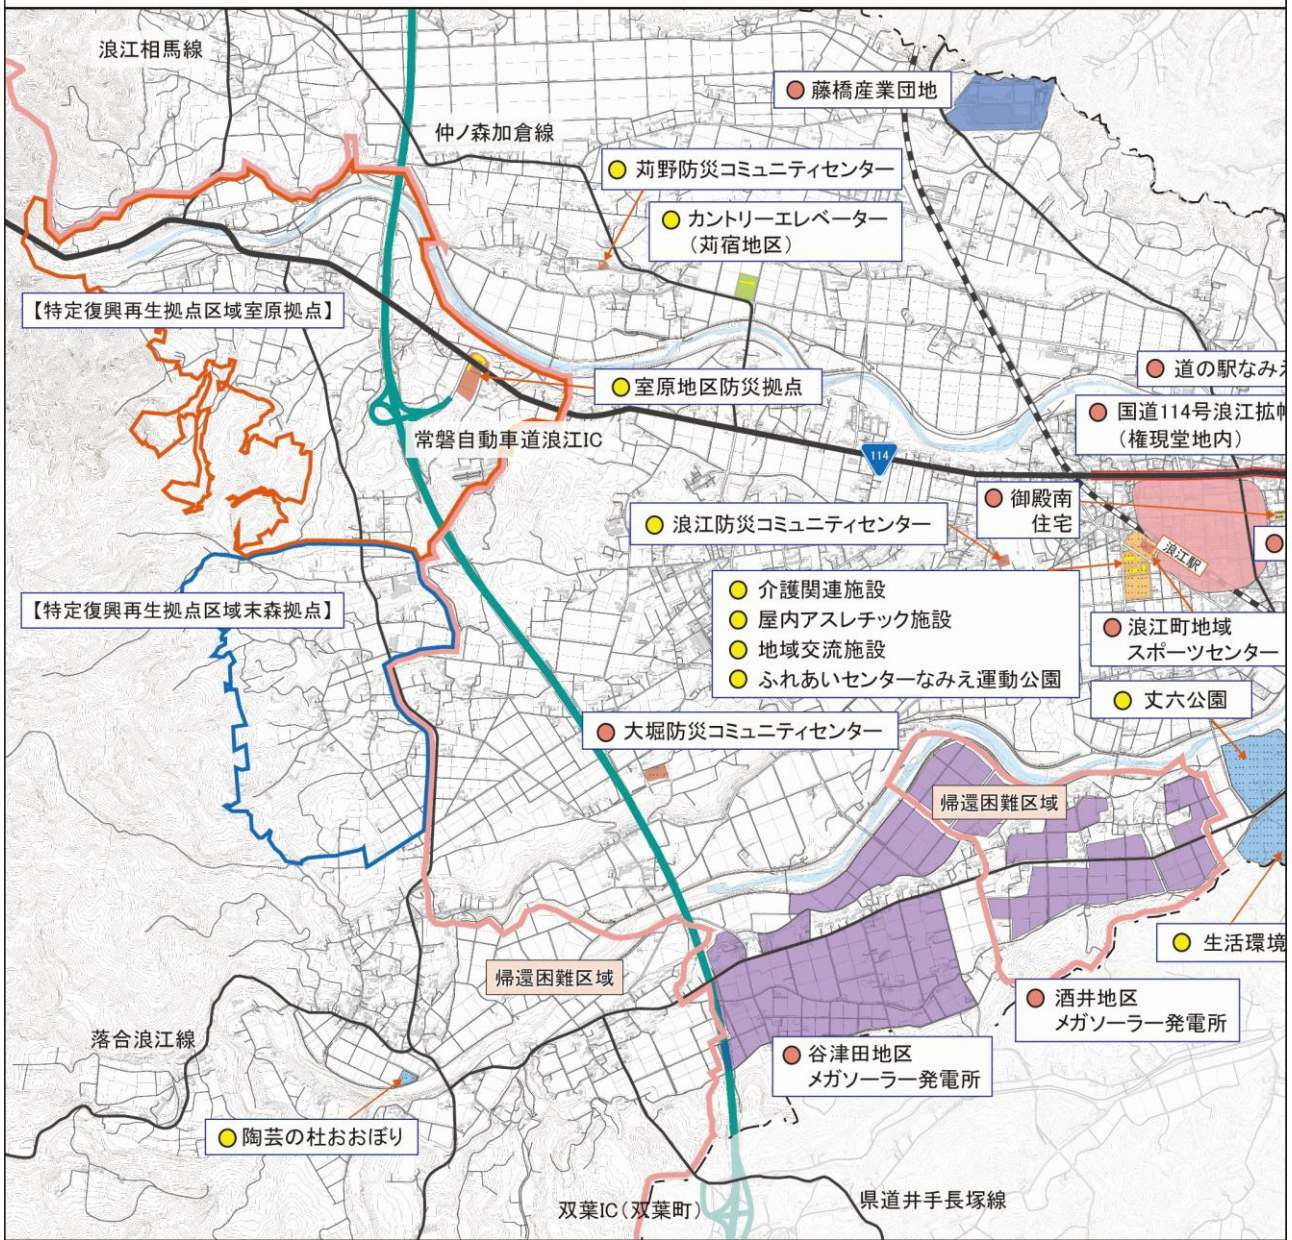 浪江相馬線
藤橋産業団地
仲ノ森加倉線
苅野防災コミュニティセンター
カントリーエレベーター
(苅宿地区)
【特定復興再生拠点区域室原拠点】
道の駅なみえ
室原地区防災拠点
国道114号浪江拡
(権現堂地内)
常磐自動車道浪江IC
114
御殿南
住宅
浪江防災コミュニティセンター
浪江駅
介護関連施設
屋内アスレチック施設
地域交流施設
ふれあいセンターなみえ運動公園
【特定復興再生拠点区域末森拠点】
浪江町地域
スポーツセンター
丈六公園
大堀防災コミュニティセンター
帰還困難区域
生活環境
帰還困難区域
酒井地区
メガソーラー発電所
落合浪江線
谷津田地区
メガソーラー発電所
陶芸の杜おおぼり
双葉IC(双葉町)
県道井手長塚線